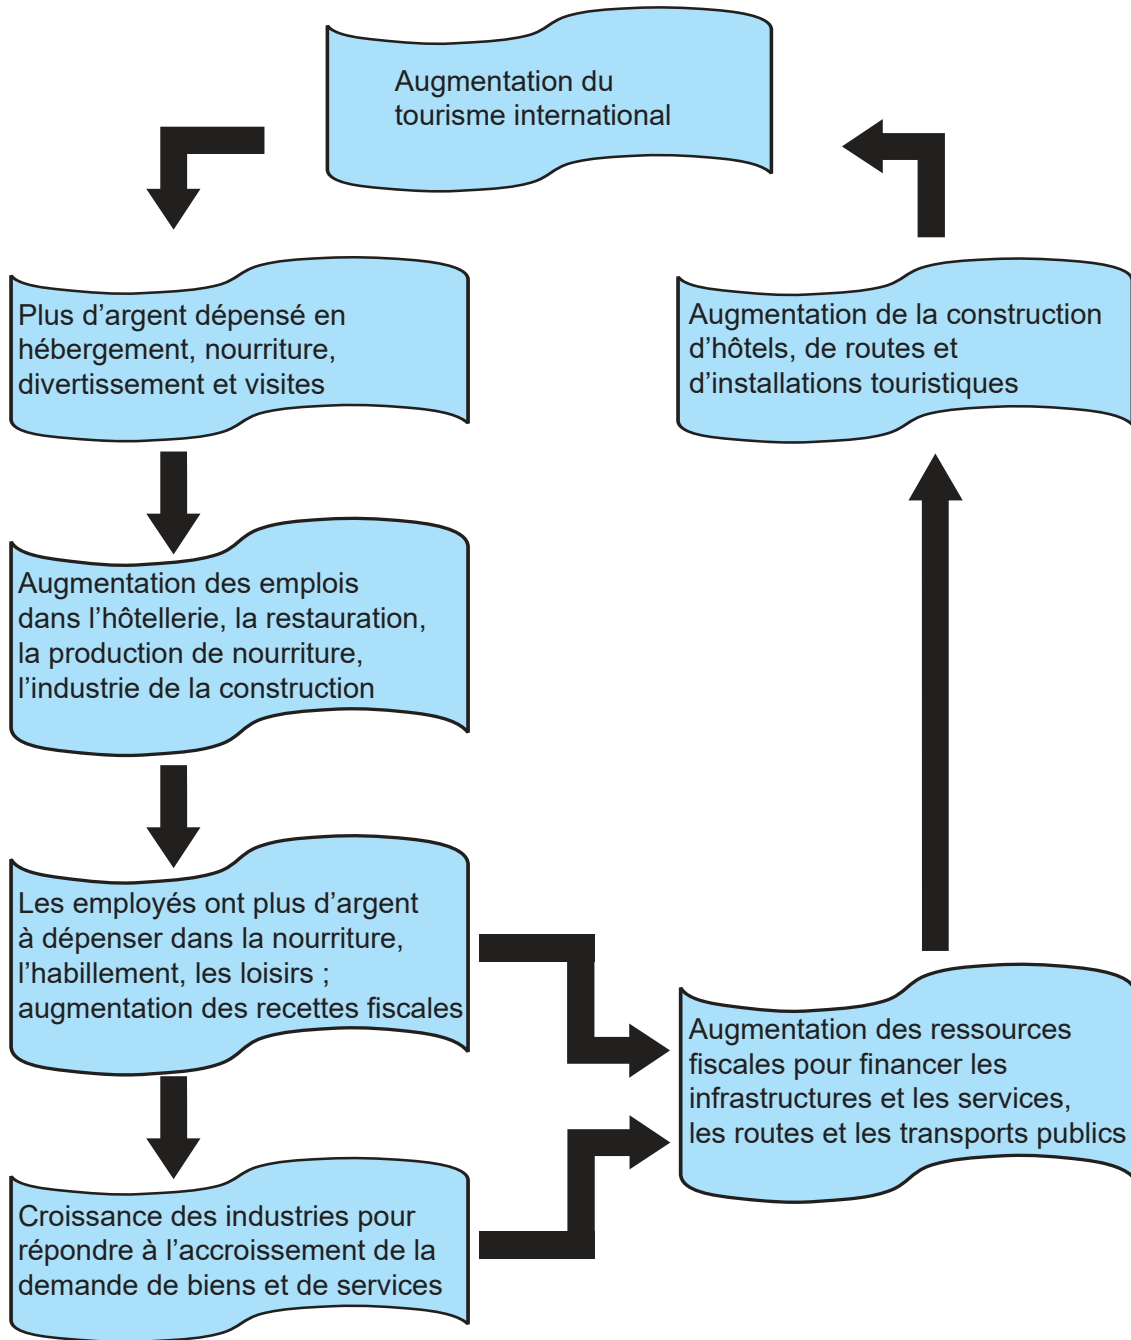 Augmentation du
tourisme international
Plus d’argent dépensé en
hébergement, nourriture,
divertissement et visites
Augmentation des emplois
dans l’hôtellerie, la restauration,
la production de nourriture,
l’industrie de la construction
Les employés ont plus d’argent
à dépenser dans la nourriture,
l’habillement, les loisirs ;
augmentation des recettes fiscales
Croissance des industries pour
répondre à l’accroissement de la
demande de biens et de services
Augmentation des ressources
fiscales pour financer les
infrastructures et les services,
les routes et les transports publics
Augmentation de la construction
d’hôtels, de routes et
d’installations touristiques